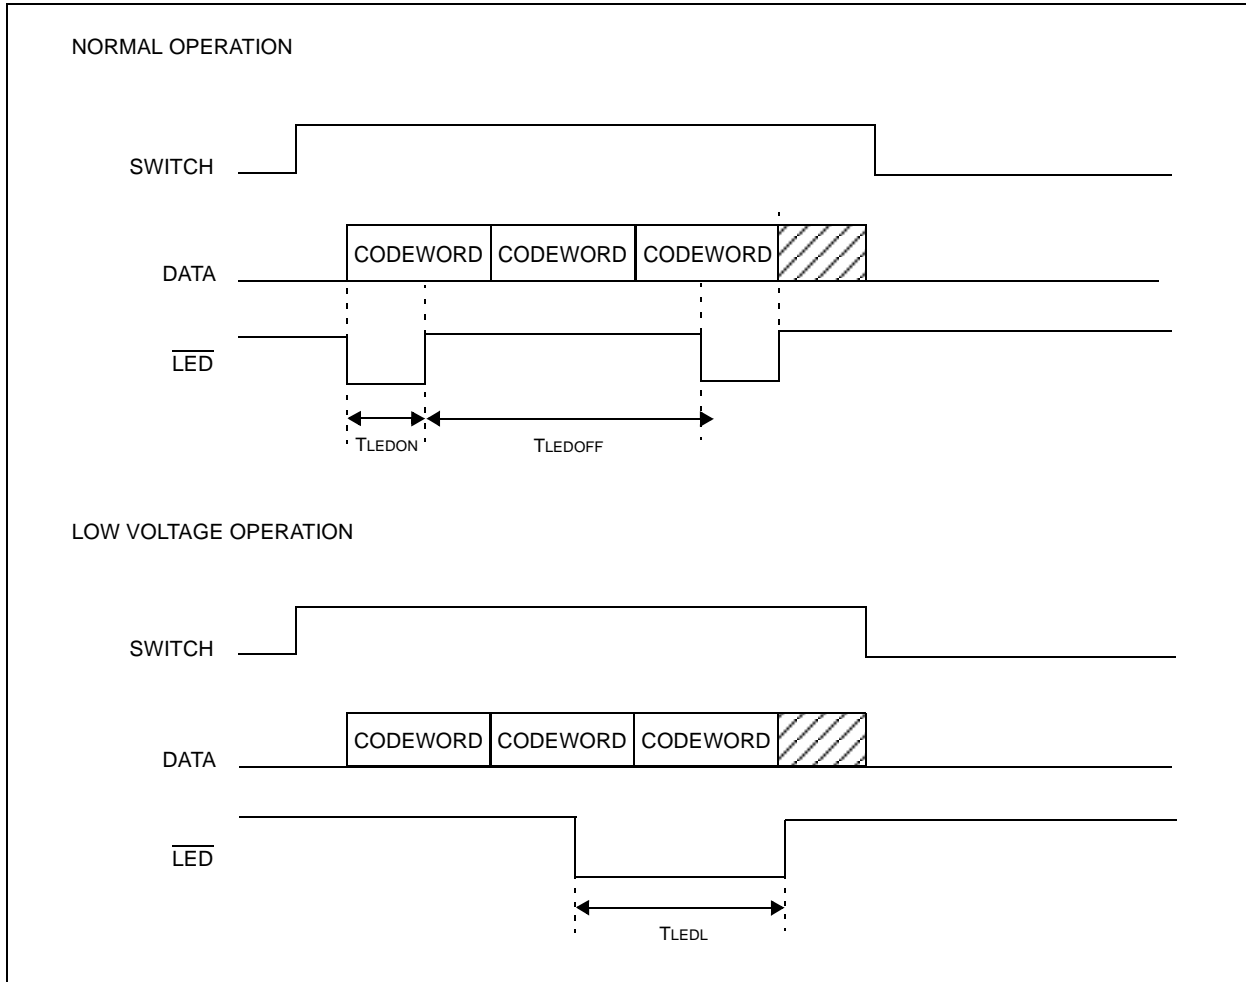 NORMAL OPERATION
SWITCH
DATA
CODEWORD CODEWORD CODEWORD
LED
TLEDON
TLEDOFF
LOW VOLTAGE OPERATION
SWITCH
DATA
CODEWORD CODEWORD CODEWORD
LED
TLEDL